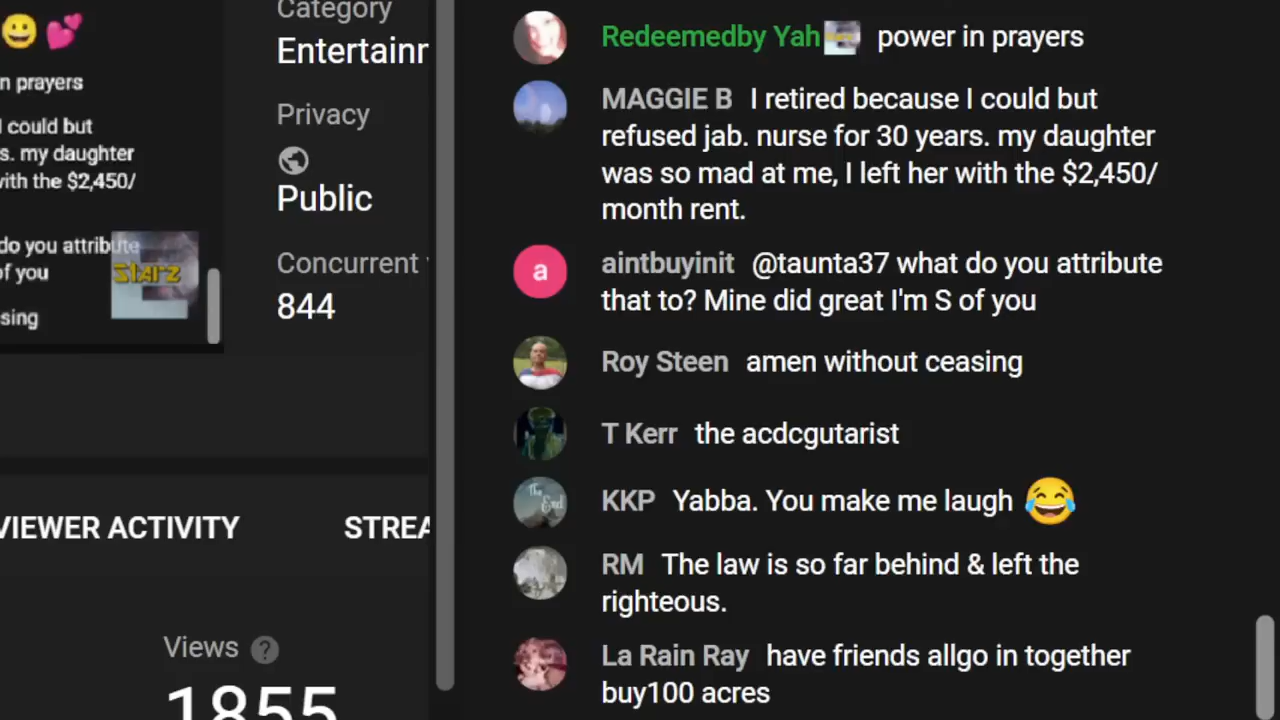 n prayers
I could but
s. my daughter
with the $2,450/
do you attribute
of you
sing
STARZ
Category
Entertainr
Privacy
Public
Concurrent
844
VIEWER ACTIVITY
STREA
Views ?
1855
Redeemedby Yah power in prayers
MAGGIE B I retired because I could but
refused jab. nurse for 30 years. my daughter
was so mad at me, I left her with the $2,450/
month rent.
a
aintbuyinit @taunta37 what do you attribute
that to? Mine did great I'm S of you
Roy Steen amen without ceasing
T Kerr the acdcgutarist
The End
KKP Yabba. You make me laugh 😂
RM The law is so far behind & left the
righteous.
La Rain Ray have friends allgo in together
buy100 acres